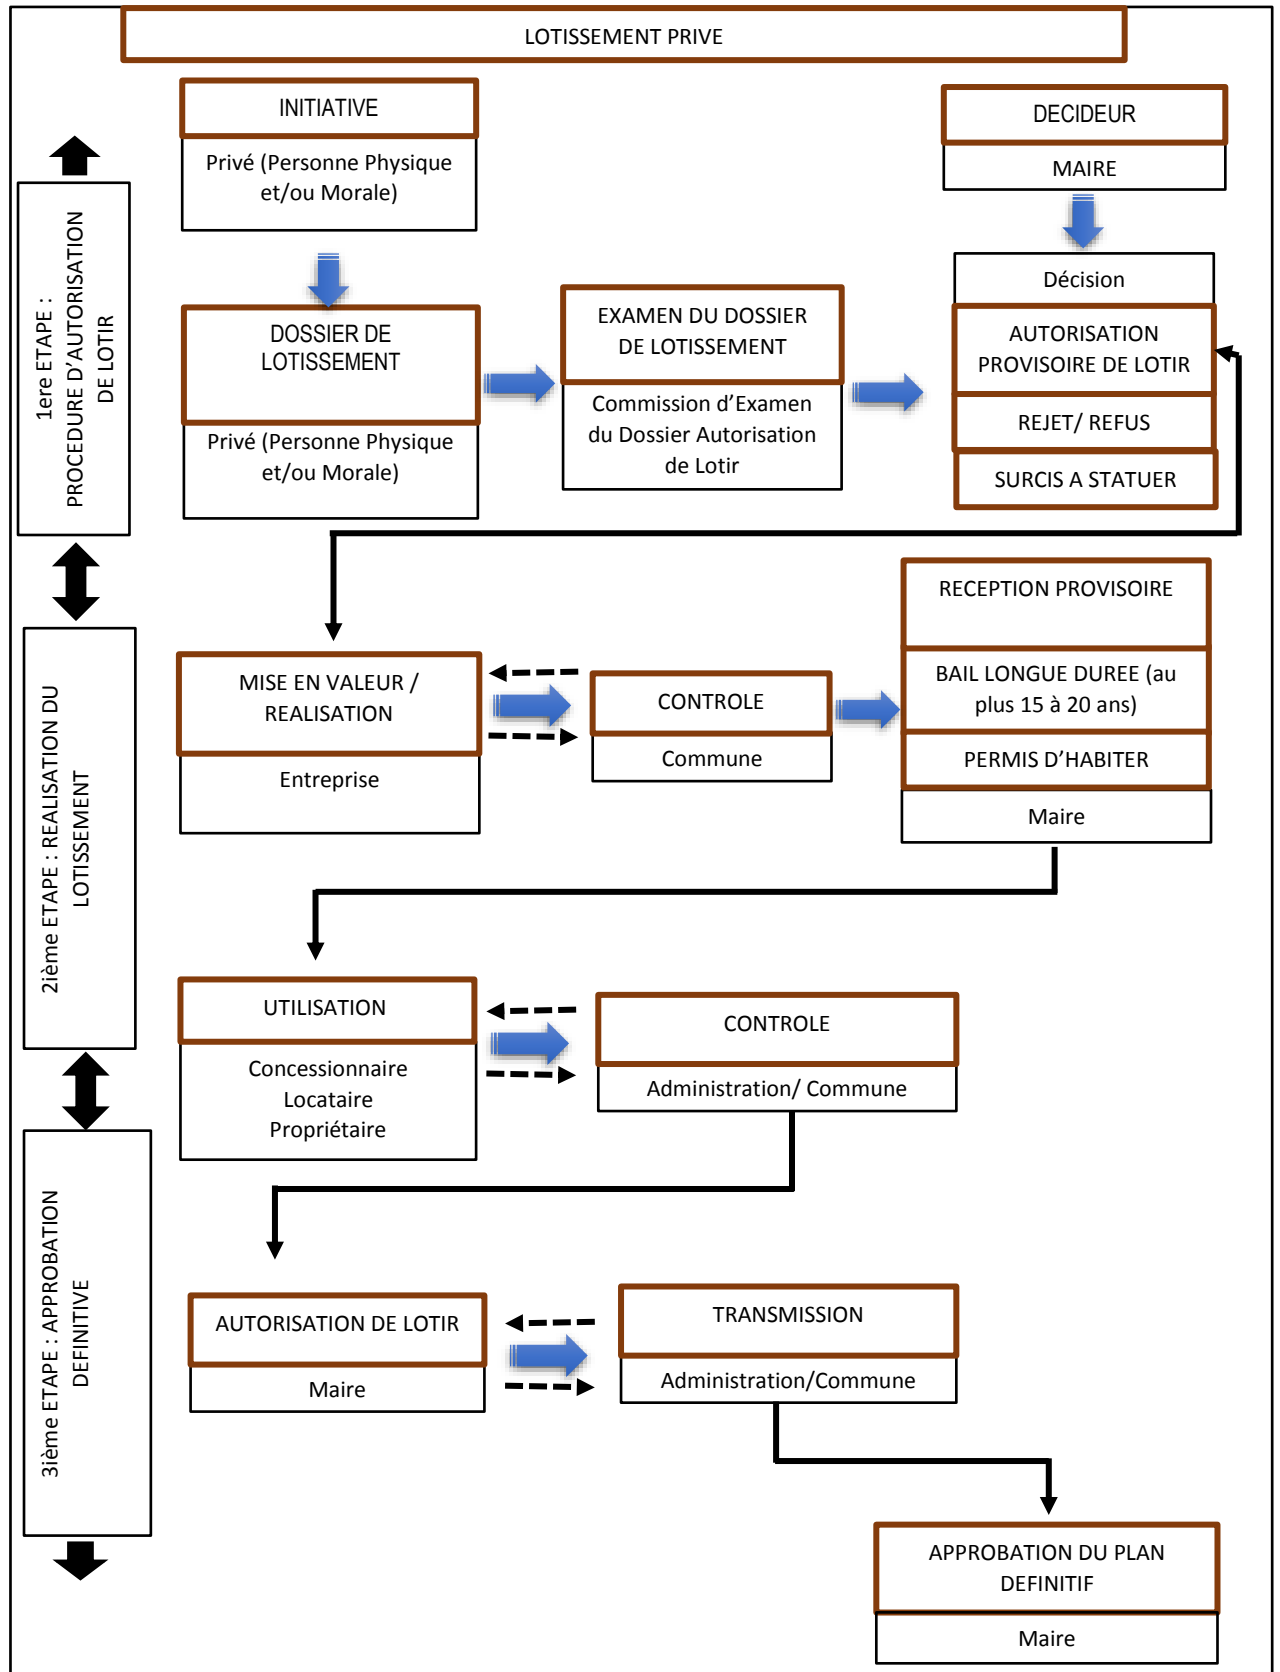 LOTISSEMENT PRIVE
INITIATIVE
Privé (Personne Physique
et/ou Morale)
DECIDEUR
MAIRE
1ere ETAPE :
PROCEDURE D'AUTORISATION
DE LOTIR
DOSSIER DE
LOTISSEMENT
Privé (Personne Physique
et/ou Morale)
EXAMEN DU DOSSIER
DE LOTISSEMENT
Commission d'Examen
du Dossier Autorisation
de Lotir
Décision
AUTORISATION
PROVISOIRE DE LOTIR
REJET/ REFUS
SURCIS A STATUER
2ième ETAPE : REALISATION DU
LOTISSEMENT
MISE EN VALEUR /
REALISATION
Entreprise
CONTROLE
Commune
RECEPTION PROVISOIRE
BAIL LONGUE DUREE (au
plus 15 à 20 ans)
PERMIS D'HABITER
Maire
UTILISATION
Concessionnaire
Locataire
Propriétaire
CONTROLE
Administration/ Commune
3ième ETAPE : APPROBATION
DEFINITIVE
AUTORISATION DE LOTIR
Maire
TRANSMISSION
Administration/Commune
APPROBATION DU PLAN
DEFINITIF
Maire